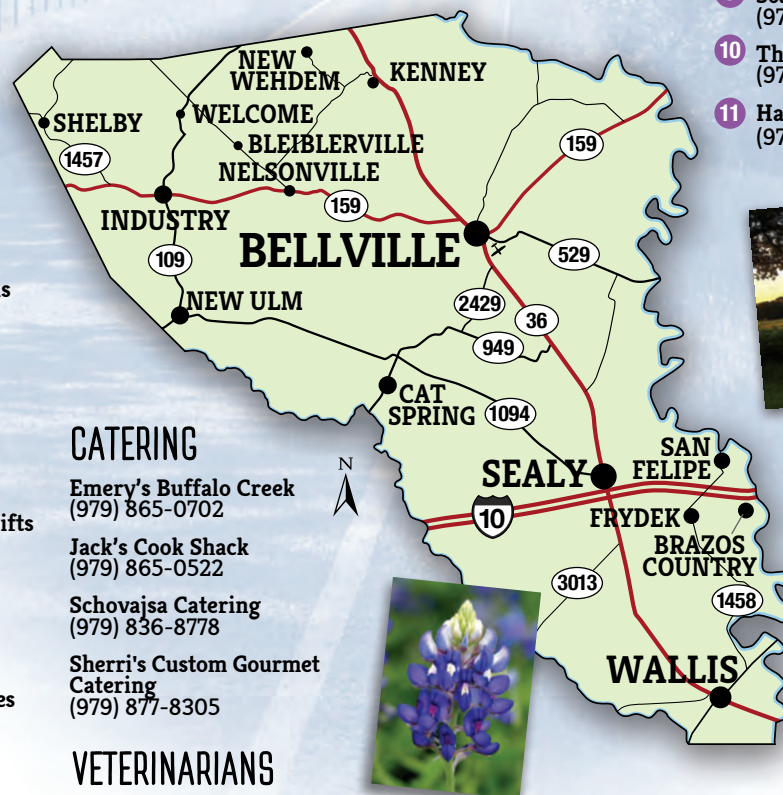 (97
10 Th
(97
11 Ha
(97
NEW
WEHDEM
KENNEY
SHELBY
WELCOME
1457
BLEIBLERVILLE
NELSONVILLE
159
159
INDUSTRY
BELLVILLE
109
529
s
NEW ULM
2429
36
949
CAT
SPRING
1094
CATERING
N
SAN
FELIPE
SEALY
Emery's Buffalo Creek
(979) 865-0702
10
FRYDEK
ifts
Jack's Cook Shack
(979) 865-0522
BRAZOS
COUNTRY
3013
1458
Schovajsa Catering
(979) 836-8778
Sherri's Custom Gourmet
Catering
(979) 877-8305
es
WALLIS
VETERINARIANS